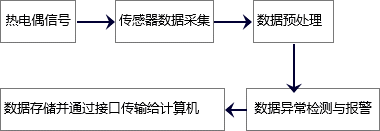 热电偶信号
传感器数据采集
数据预处理
数据异常检测与报警
数据存储并通过接口传输给计算机